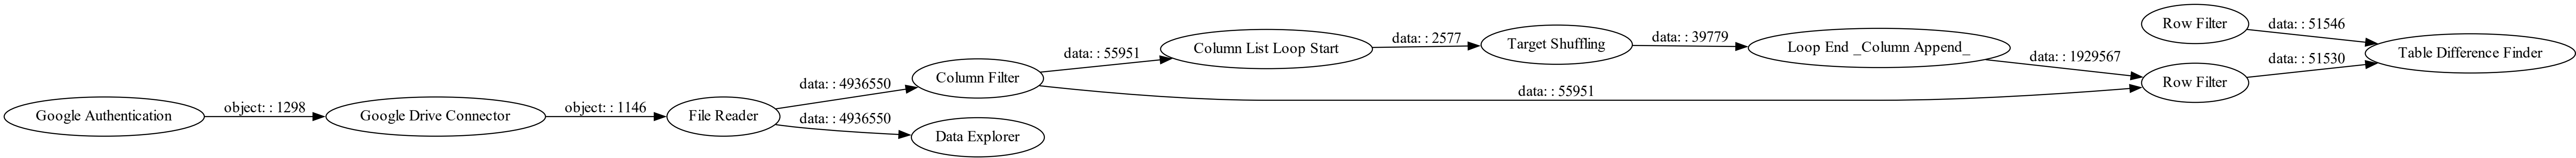 Google Authentication
object: : 1298
Google Drive Connector
object: : 1146
File Reader
data: : 4936550
data: : 4936550
Column Filter
Data Explorer
data: : 55951
data: : 55951
Column List Loop Start
data: : 2577
Target Shuffling
data: : 39779
Loop End _Column Append_
data: : 1929567
Row Filter
Row Filter
data: : 51546
data: : 51530
Table Difference Finder